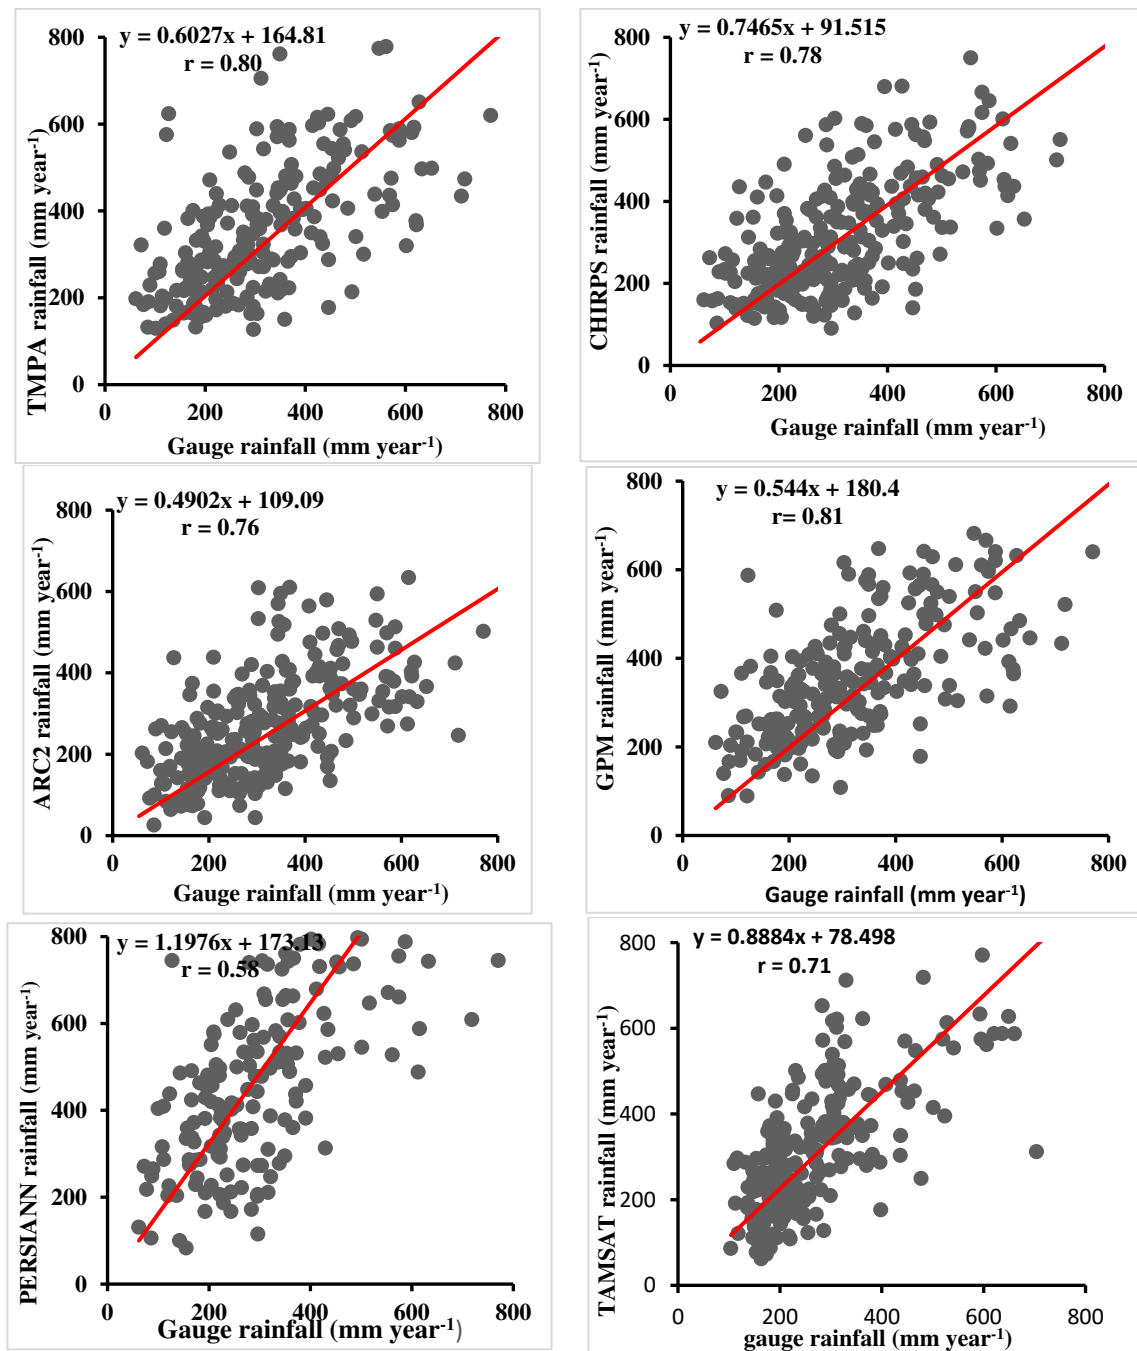 y = 0.6027x + 164.81
r = 0.80
800
600
400
200
0
TMPA rainfall (mm year⁻¹)
0 200 400 600 800
Gauge rainfall (mm year⁻¹)
y = 0.7465x + 91.515
r = 0.78
800
600
400
200
0
CHIRPS rainfall (mm year⁻¹)
0 200 400 600 800
Gauge rainfall (mm year⁻¹)
y = 0.4902x + 109.09
r = 0.76
800
600
400
200
0
ARC2 rainfall (mm year⁻¹)
0 200 400 600 800
Gauge rainfall (mm year⁻¹)
y = 0.544x + 180.4
r= 0.81
800
600
400
200
0
GPM rainfall (mm year⁻¹)
0 200 400 600 800
Gauge rainfall (mm year⁻¹)
y = 1.1976x + 173.13
r = 0.58
800
600
400
200
0
PERSIANN rainfall (mm year⁻¹)
0 200 400 600 800
Gauge rainfall (mm year⁻¹)
y = 0.8884x + 78.498
r = 0.71
800
600
400
200
0
TAMSAT rainfall (mm year⁻¹)
0 200 400 600 800
gauge rainfall (mm year⁻¹)